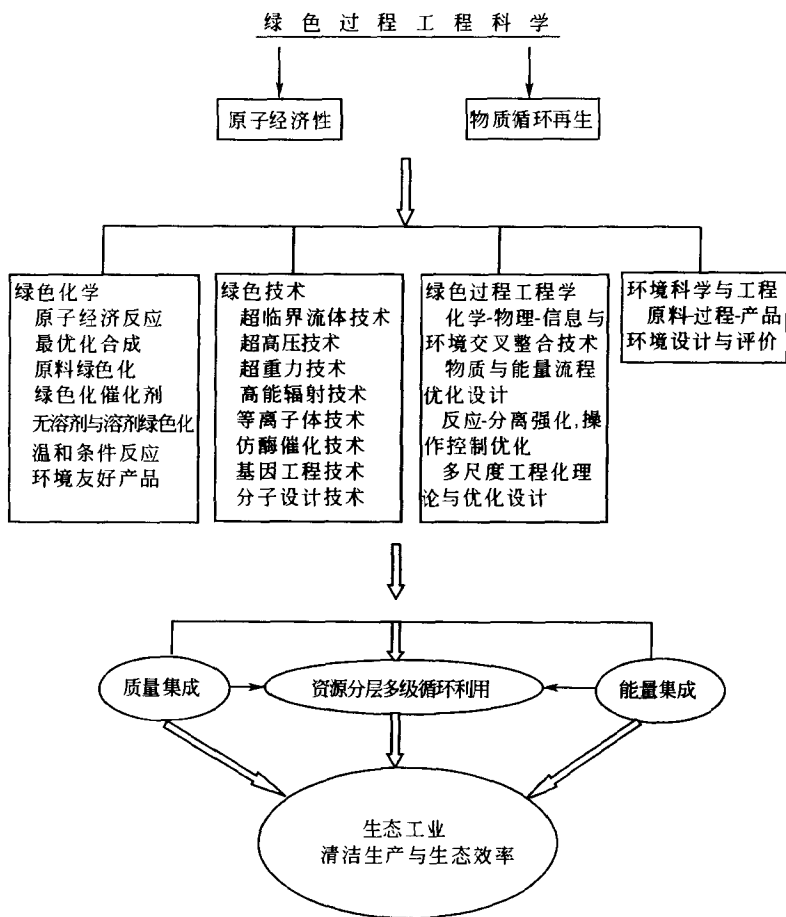 绿色过程工程科学
原子经济性
物质循环再生
绿色化学
原子经济反应
最优化合成
原料绿色化
绿色化催化剂
无溶剂与溶剂绿色化
温和条件反应
环境友好产品
绿色技术
超临界流体技术
超高压技术
超重力技术
高能辐射技术
等离子体技术
仿酶催化技术
基因工程技术
分子设计技术
绿色过程工程学
化学-物理-信息与
环境交叉整合技术
物质与能量流程
优化设计
反应-分离强化,操
作控制优化
多尺度工程化理
论与优化设计
环境科学与工程
原料-过程-产品
环境设计与评价
质量集成
资源分层多级循环利用
能量集成
生态工业
清洁生产与生态效率